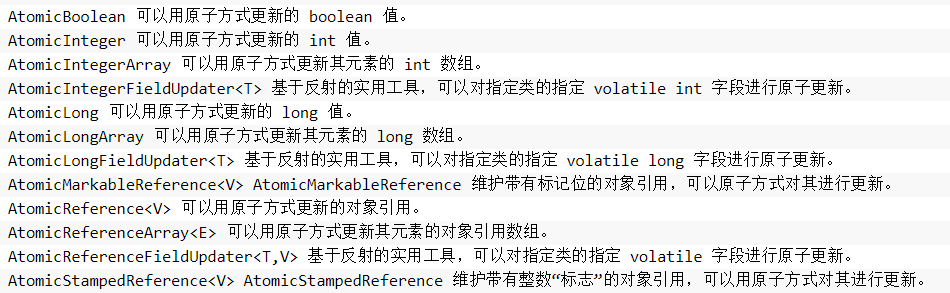 AtomicBoolean 可以用原子方式更新的 boolean 值。
AtomicInteger 可以用原子方式更新的 int 值。
AtomicIntegerArray 可以用原子方式更新其元素的 int 数组。
AtomicIntegerFieldUpdater<T> 基于反射的实用工具，可以对指定类的指定 volatile int 字段进行原子更新。
AtomicLong 可以用原子方式更新的 long 值。
AtomicLongArray 可以用原子方式更新其元素的 long 数组。
AtomicLongFieldUpdater<T> 基于反射的实用工具，可以对指定类的指定 volatile long 字段进行原子更新。
AtomicMarkableReference<V> AtomicMarkableReference 维护带有标记位的对象引用，可以原子方式对其进行更新。
AtomicReference<V> 可以用原子方式更新的对象引用。
AtomicReferenceArray<E> 可以用原子方式更新其元素的对象引用数组。
AtomicReferenceFieldUpdater<T,V> 基于反射的实用工具，可以对指定类的指定 volatile 字段进行原子更新。
AtomicStampedReference<V> AtomicStampedReference 维护带有整数“标志”的对象引用，可以用原子方式对其进行更新。